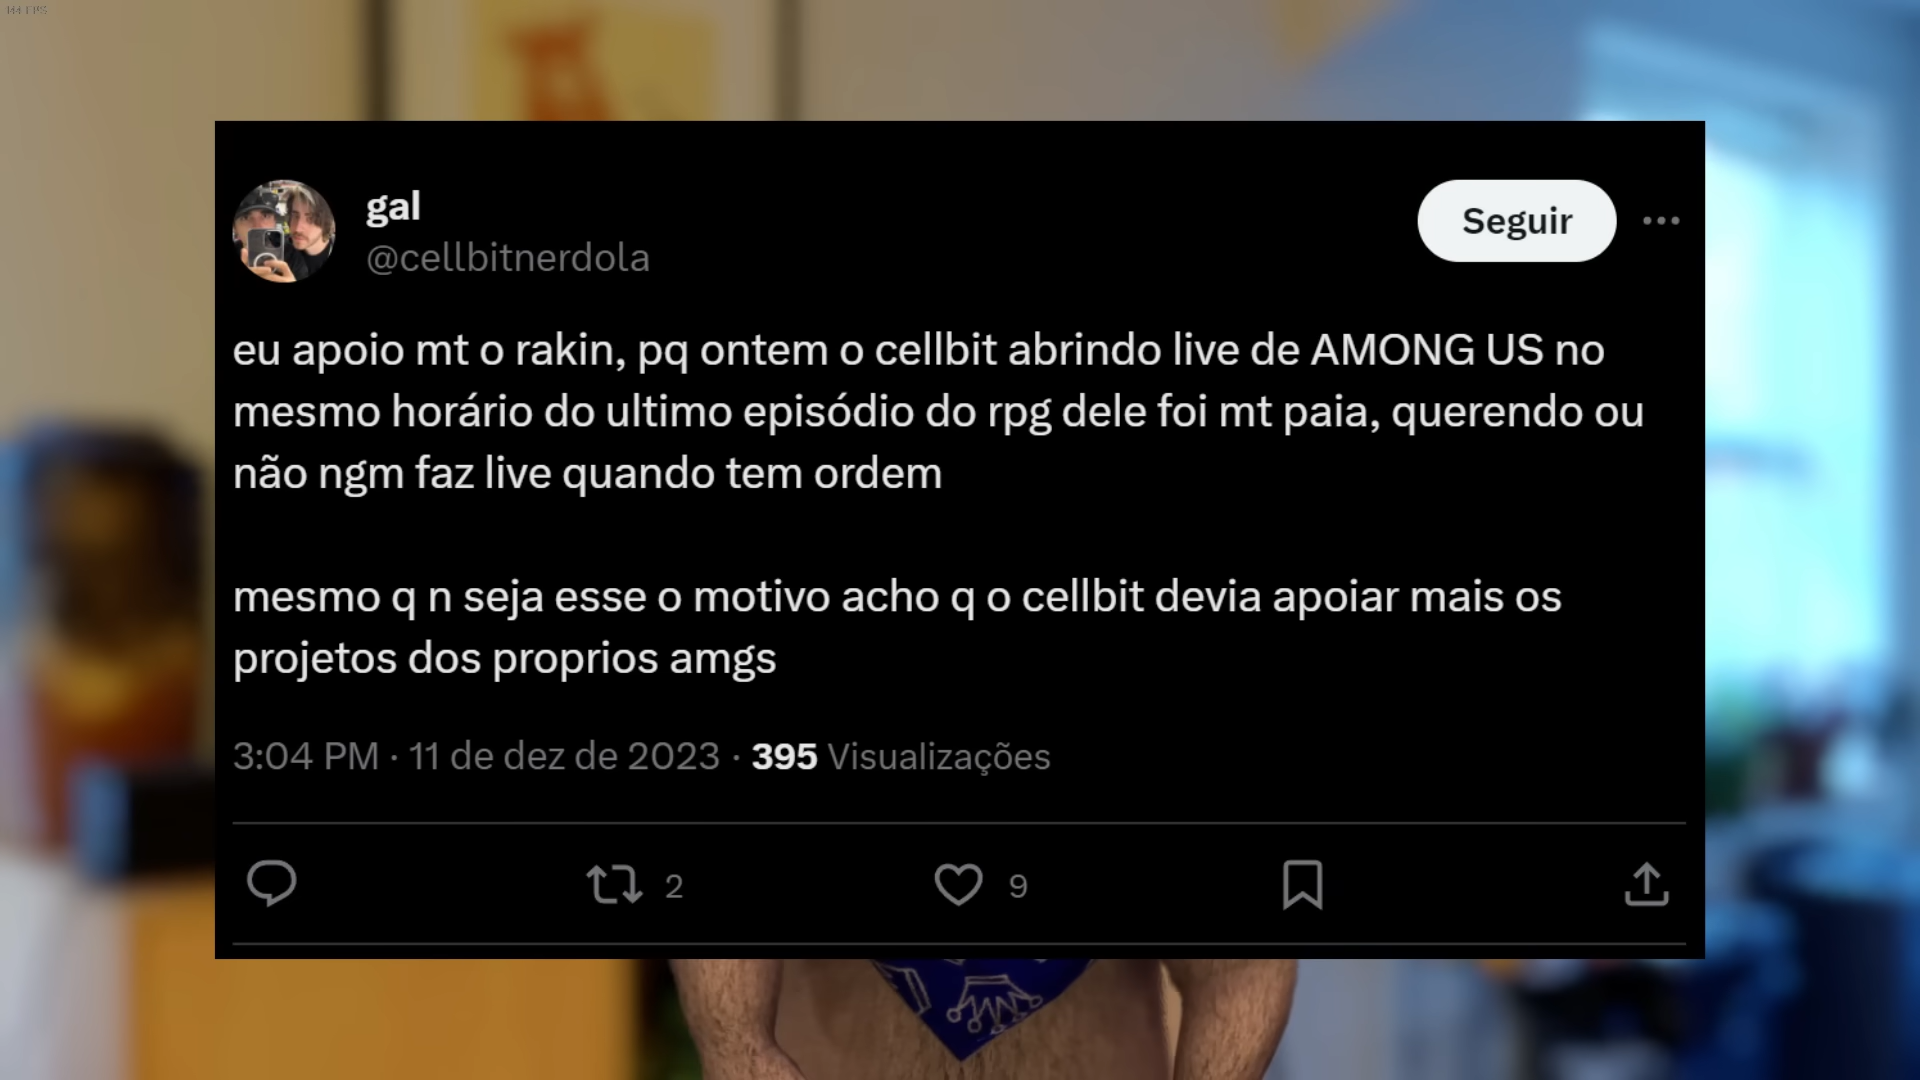 144 FPS
gal
@cellbitnerdola
Seguir
eu apoio mt o rakin, pq ontem o cellbit abrindo live de AMONG US no
mesmo horário do ultimo episódio do rpg dele foi mt paia, querendo ou
não ngm faz live quando tem ordem
mesmo q n seja esse o motivo acho q o cellbit devia apoiar mais os
projetos dos proprios amgs
3:04 PM · 11 de dez de 2023 · 395 Visualizações
2
9